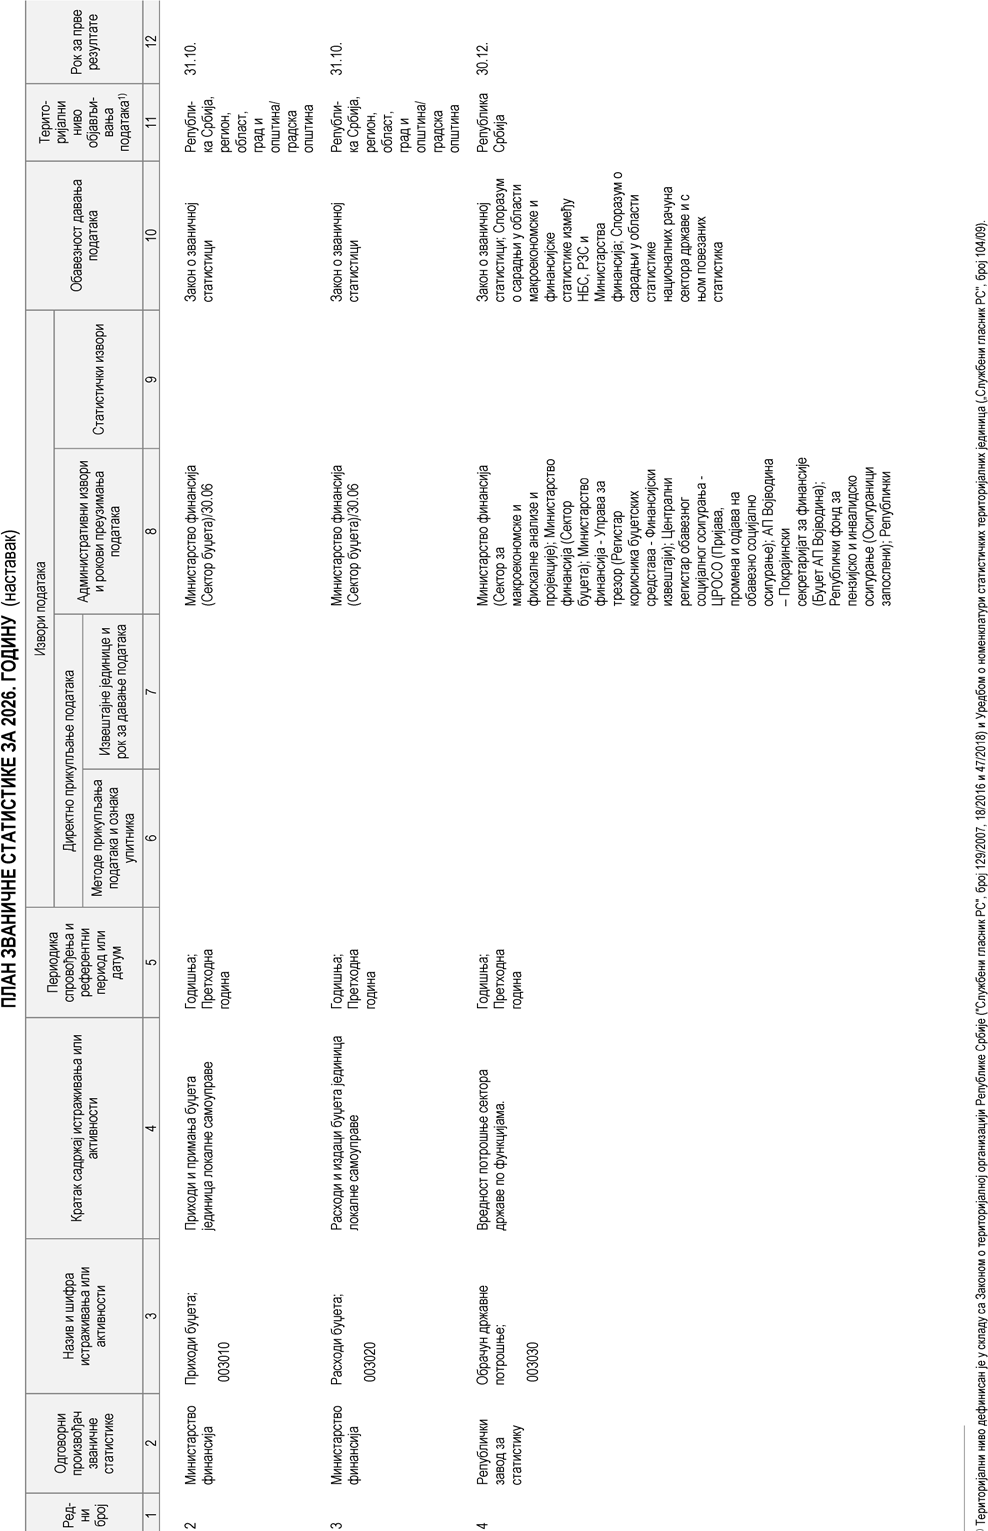 ПЛАН ЗВАНИЧНЕ СТАТИСТИКЕ ЗА 2026. ГОДИНУ (наставак)
Ред-
ни
број
Одговорни
произвођач
званичне
статистике
Назив и шифра
истраживања или
активности
Кратак садржај истраживања или
активности
Периодика
спровођења и
референтни
период или
датум
Извори података
Директно прикупљање података
Методе прикупљања
података и ознака
упитника
Извештајне јединице и
рок за давање података
Административни извори
и рокови преузимања
података
Статистички извори
Обавезност давања
података
Терито-
ријални
ниво
објављи-
вања
података1)
Рок за прве
резултате
1 2 3 4 5 6 7 8 9 10 11 12
2
Министарство
финансија
Приходи буџета;
003010
Приходи и примања буџета
јединица локалне самоуправе
Годишња;
Претходна
година
Министарство финансија
(Сектор буџета)/30.06
Закон о званичној
статистици
Републи-
ка Србија,
регион,
област,
град и
општина/
градска
општина
31.10.
3
Министарство
финансија
Расходи буџета;
003020
Расходи и издаци буџета јединица
локалне самоуправе
Годишња;
Претходна
година
Министарство финансија
(Сектор буџета)/30.06
Закон о званичној
статистици
Републи-
ка Србија,
регион,
област,
град и
општина/
градска
општина
31.10.
4
Републички
завод за
статистику
Обрачун државне
потрошње;
003030
Вредност потрошње сектора
државе по функцијама.
Годишња;
Претходна
година
Министарство финансија
(Сектор за
макроекономске и
фискалне анализе и
пројекције); Министарство
финансија (Сектор
буџета); Министарство
финансија - Управа за
трезор (Регистар
корисника буџетских
средстава - Финансијски
извештаји); Централни
регистар обавезног
социјалног осигурања -
ЦРОСО (Пријава,
промена и одјава на
обавезно социјално
осигурање); АП Војводина
– Покрајински
секретаријат за финансије
(Буџет АП Војводина);
Републички фонд за
пензијско и инвалидско
осигурање (Осигураници
запослени); Републички
Закон о званичној
статистици; Споразум
о сарадњи у области
макроекономске и
финансијске
статистике између
НБС, РЗС и
Министарства
финансија; Споразум о
сарадњи у области
статистике
националних рачуна
сектора државе и с
њом повезаних
статистика
Република
Србија
30.12.
) Територијални ниво дефинисан је у складу са Законом о територијалној организацији Републике Србије ("Службени гласник РС", број 129/2007, 18/2016 и 47/2018) и Уредбом о номенклатури статистичких територијалних јединица („Службени гласник РС", број 104/09).